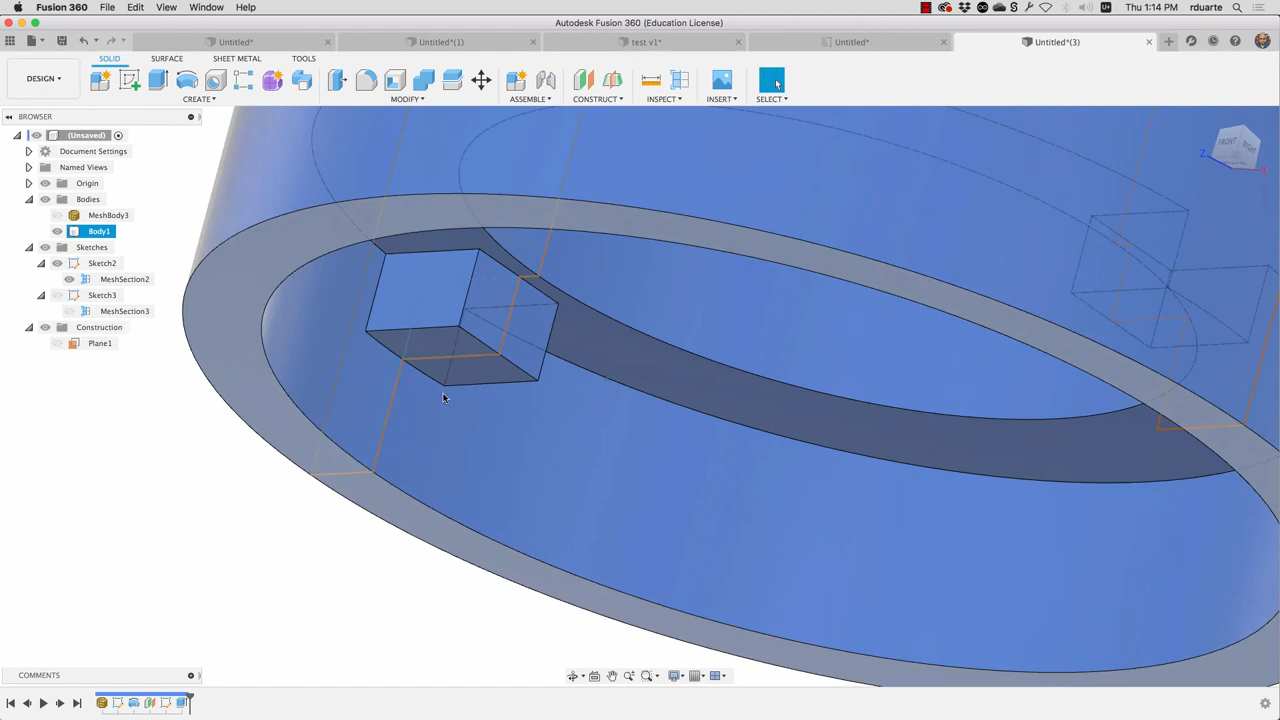 Fusion 360 File Edit View Window Help Thu 1:14 PM rduarte
Autodesk Fusion 360 (Education License)
Untitled* Untitled*(1) test v1* Untitled* Untitled*(3)
SOLID SURFACE SHEET METAL TOOLS
DESIGN
CREATE MODIFY ASSEMBLE CONSTRUCT INSPECT INSERT SELECT
BROWSER
(Unsaved)
Document Settings
Named Views
Origin
Bodies
MeshBody3
Body1
Sketches
Sketch2
MeshSection2
Sketch3
MeshSection3
Construction
Plane1
FRONT RIGHT
Z X
COMMENTS